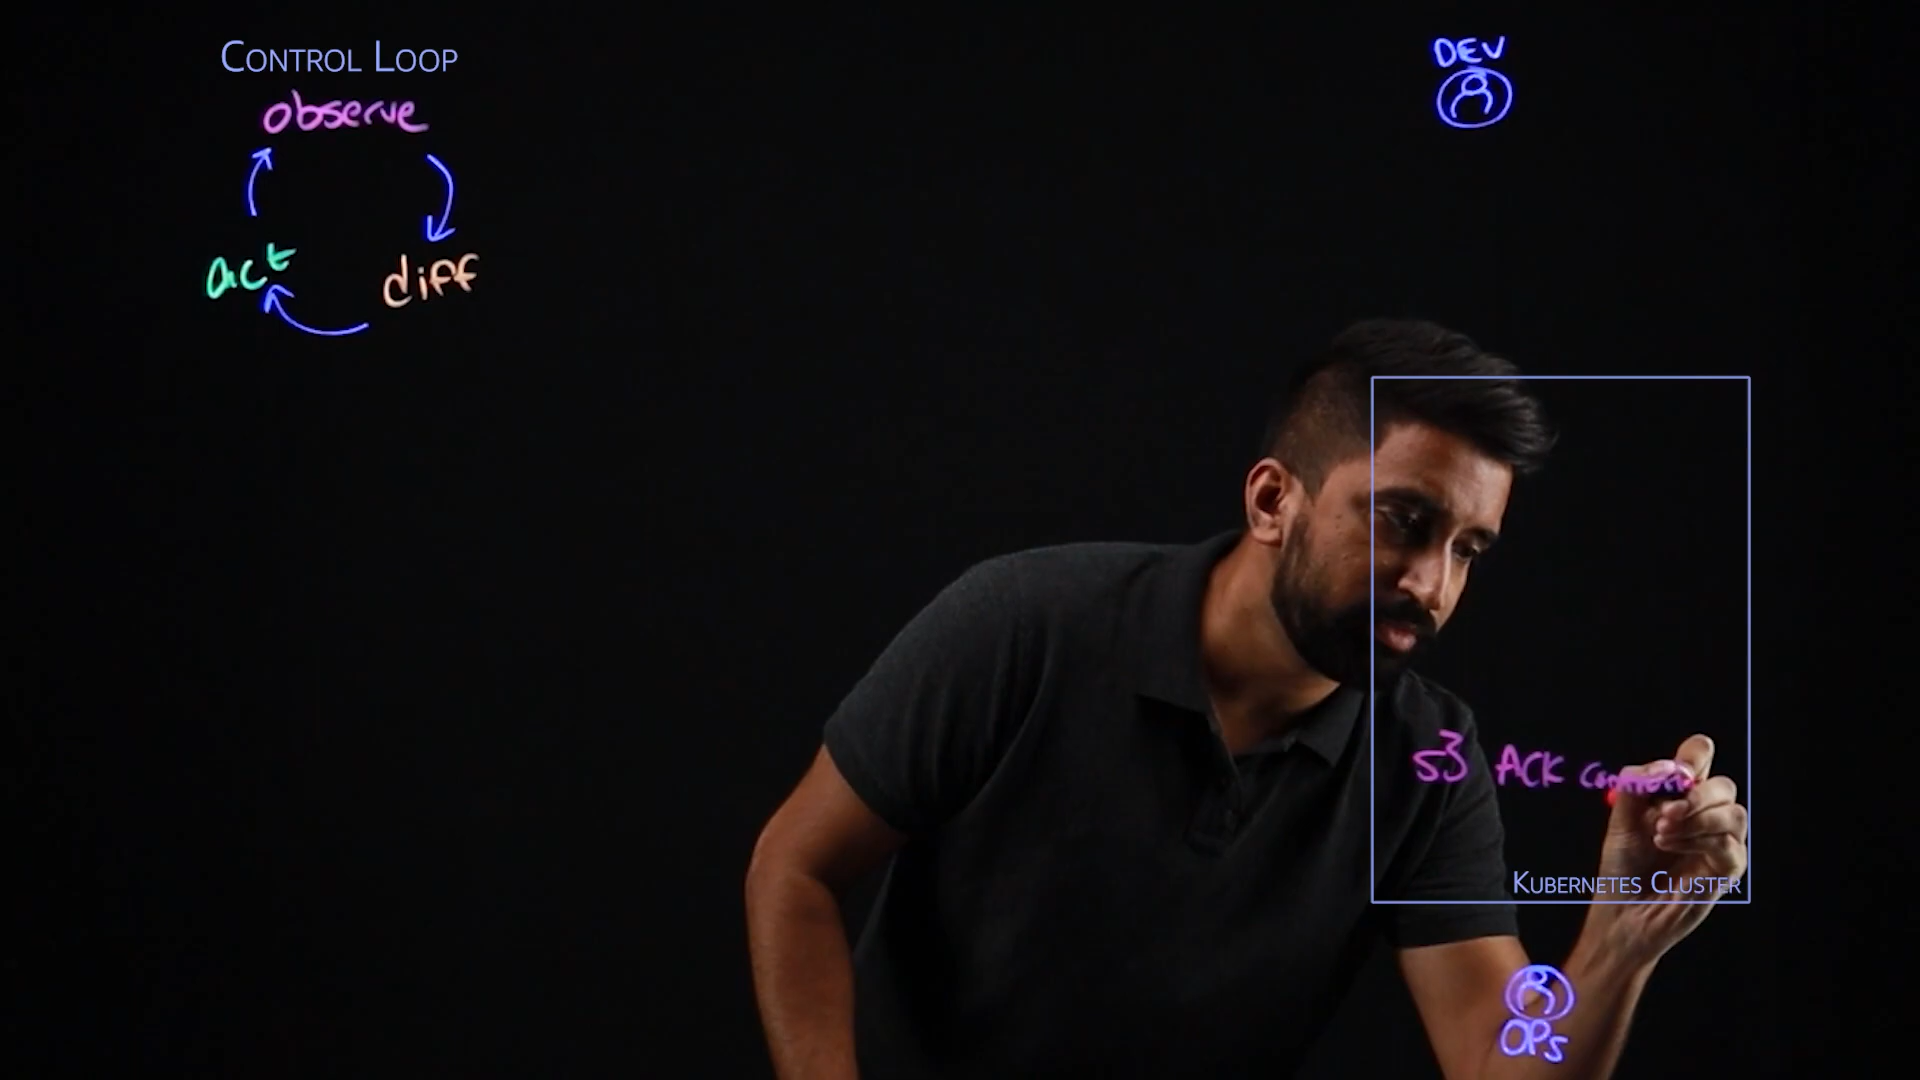 CONTROL LOOP
observe
act
diff
DEV
S3 ACK
KUBERNETES CLUSTER
OPs